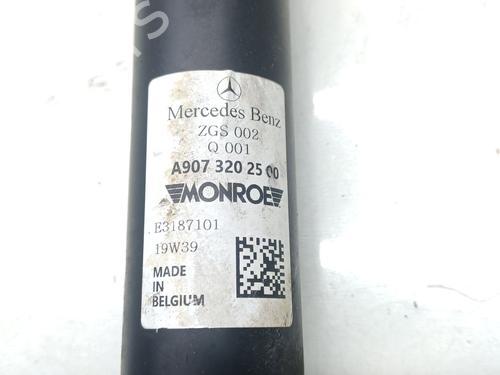 Mercedes Benz
ZGS 002
Q 001
A907 320 25 00
MONROE
E3187101
19W39
MADE
IN
BELGIUM